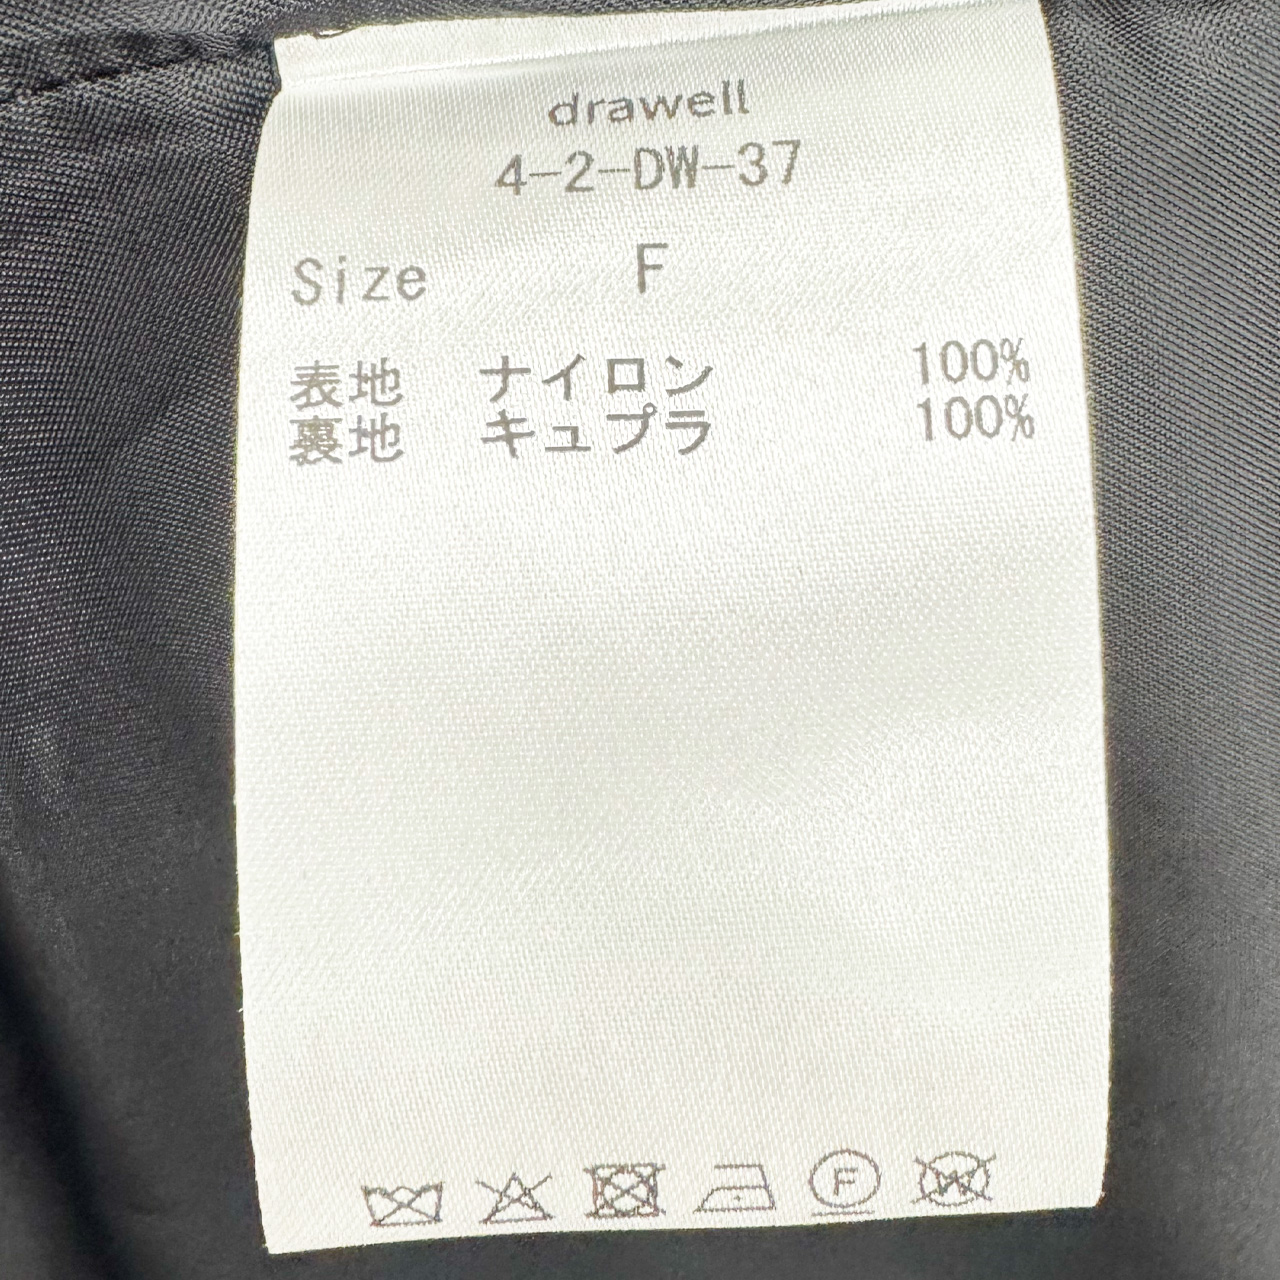 drawell
4-2-DW-37
Size F
表地 ナイロン 100%
裏地 キュプラ 100%
F W